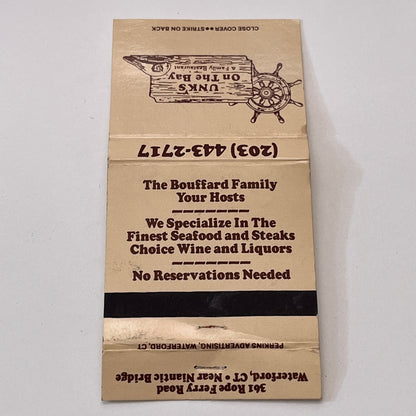 CLOSE COVER • • STRIKE ON BACK
UNK'S
On The Bay
A Family Restaurant
(203) 443-2717
The Bouffard Family
Your Hosts
We Specialize In The
Finest Seafood and Steaks
Choice Wine and Liquors
No Reservations Needed
PERKINS ADVERTISING, WATERFORD, CT
361 Rope Ferry Road
Waterford, CT • Near Niantic Bridge